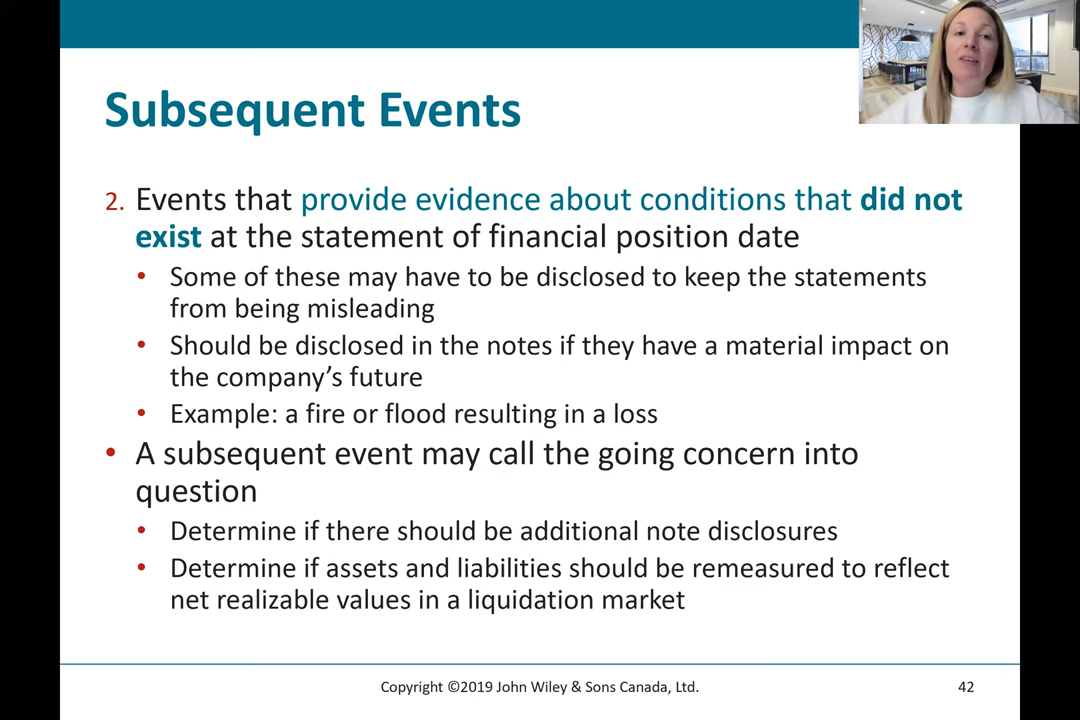 Subsequent Events
2. Events that provide evidence about conditions that did not
exist at the statement of financial position date
• Some of these may have to be disclosed to keep the statements
from being misleading
• Should be disclosed in the notes if they have a material impact on
the company’s future
• Example: a fire or flood resulting in a loss
• A subsequent event may call the going concern into
question
• Determine if there should be additional note disclosures
• Determine if assets and liabilities should be remeasured to reflect
net realizable values in a liquidation market
Copyright ©2019 John Wiley & Sons Canada, Ltd.
42